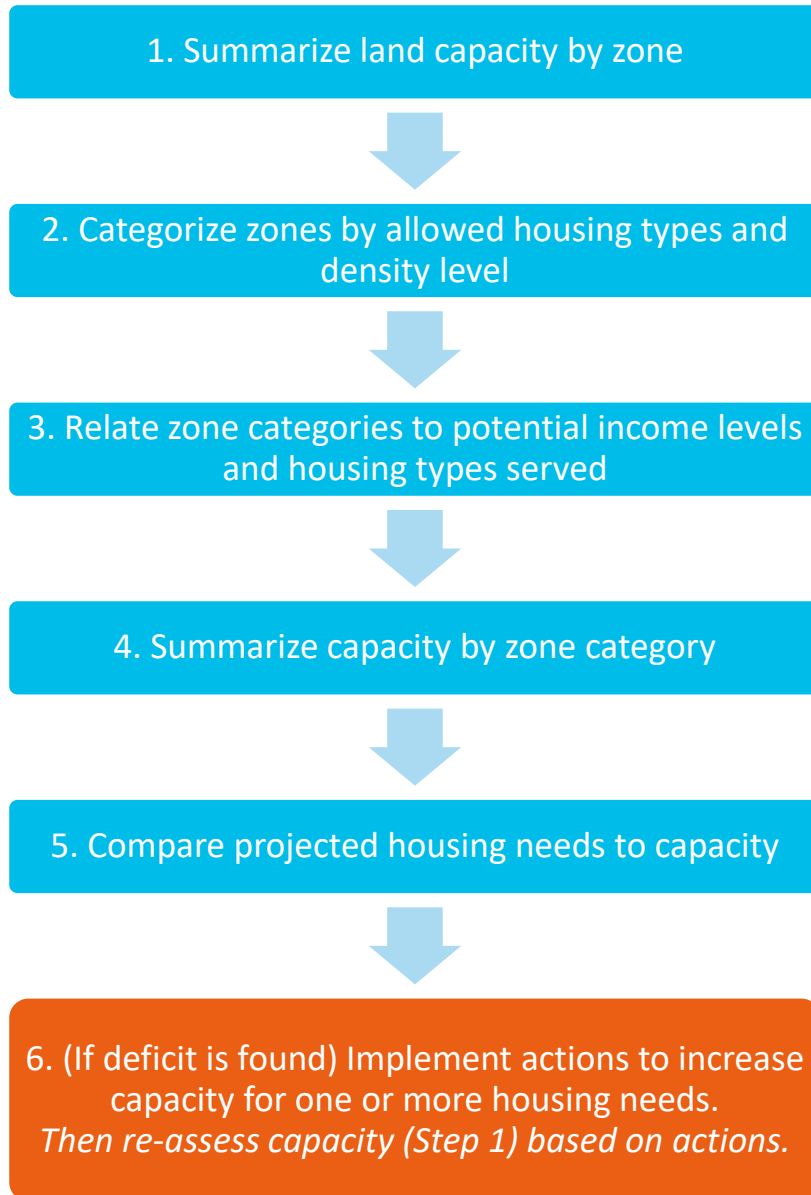 1. Summarize land capacity by zone
2. Categorize zones by allowed housing types and
density level
3. Relate zone categories to potential income levels
and housing types served
4. Summarize capacity by zone category
5. Compare projected housing needs to capacity
6. (If deficit is found) Implement actions to increase
capacity for one or more housing needs.
Then re-assess capacity (Step 1) based on actions.